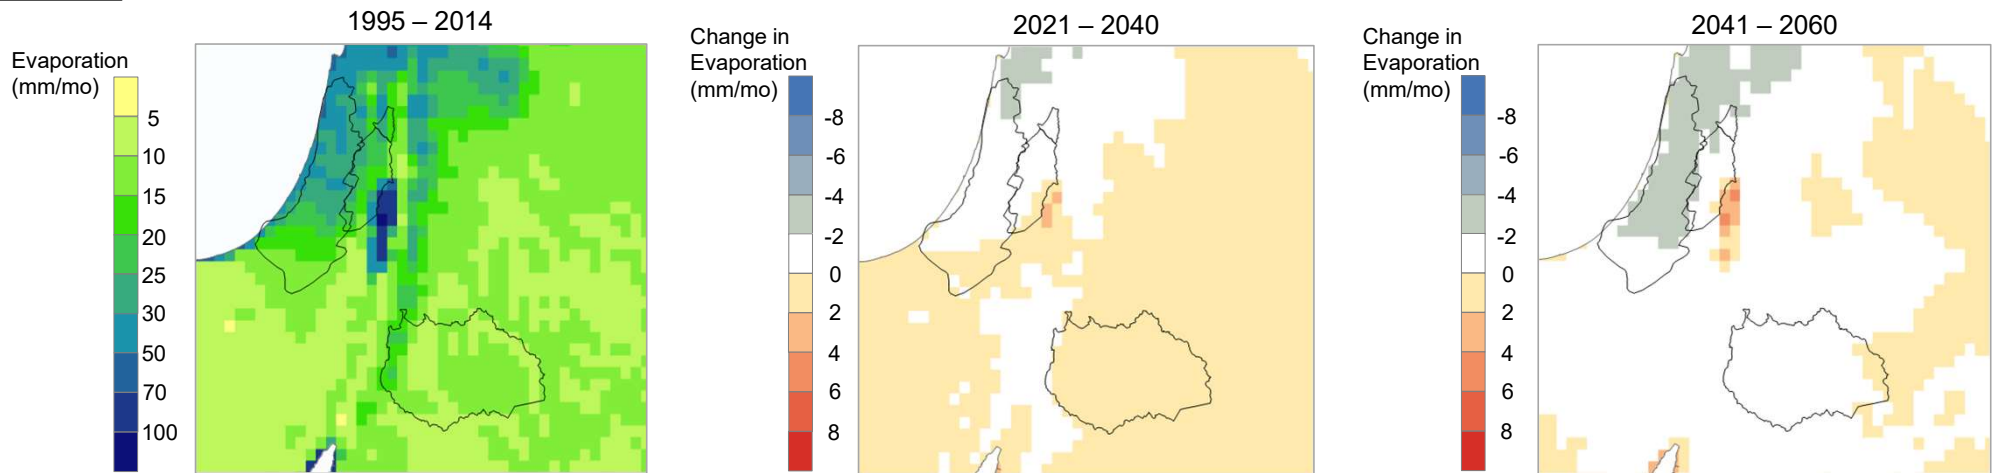 1995 – 2014
Evaporation
(mm/mo)
5
10
15
20
25
30
50
70
100
2021 – 2040
Change in
Evaporation
(mm/mo)
-8
-6
-4
-2
0
2
4
6
8
2041 – 2060
Change in
Evaporation
(mm/mo)
-8
-6
-4
-2
0
2
4
6
8